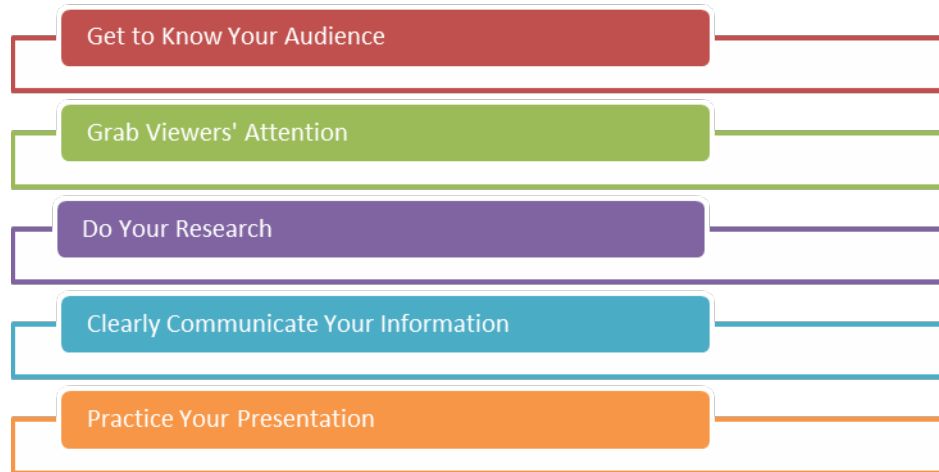 Get to Know Your Audience
Grab Viewers' Attention
Do Your Research
Clearly Communicate Your Information
Practice Your Presentation